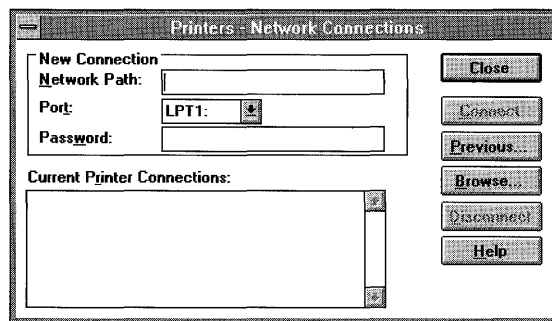 Printers - Network Connections
New Connection
Network Path:
Port:
LPT1:
Password:
Current Printer Connections:
Close
Connect
Previous...
Browse...
Disconnect
Help